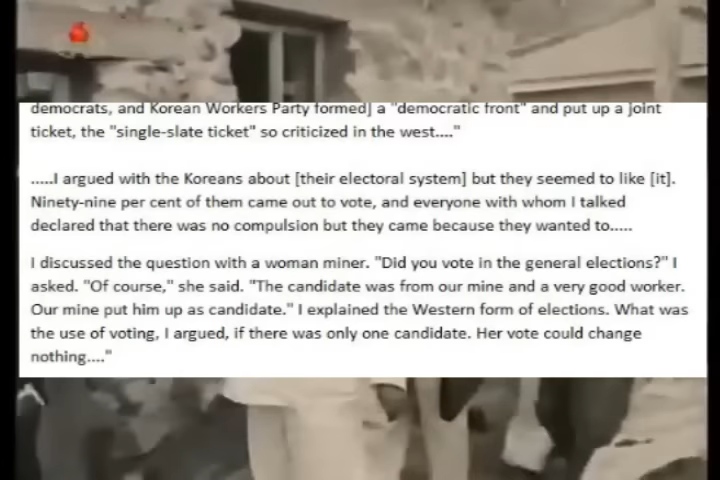 democrats, and Korean Workers Party formed] a "democratic front" and put up a joint
ticket, the "single-slate ticket" so criticized in the west...."
.....I argued with the Koreans about [their electoral system] but they seemed to like [it].
Ninety-nine per cent of them came out to vote, and everyone with whom I talked
declared that there was no compulsion but they came because they wanted to.....
I discussed the question with a woman miner. "Did you vote in the general elections?" I
asked. "Of course," she said. "The candidate was from our mine and a very good worker.
Our mine put him up as candidate." I explained the Western form of elections. What was
the use of voting, I argued, if there was only one candidate. Her vote could change
nothing...."